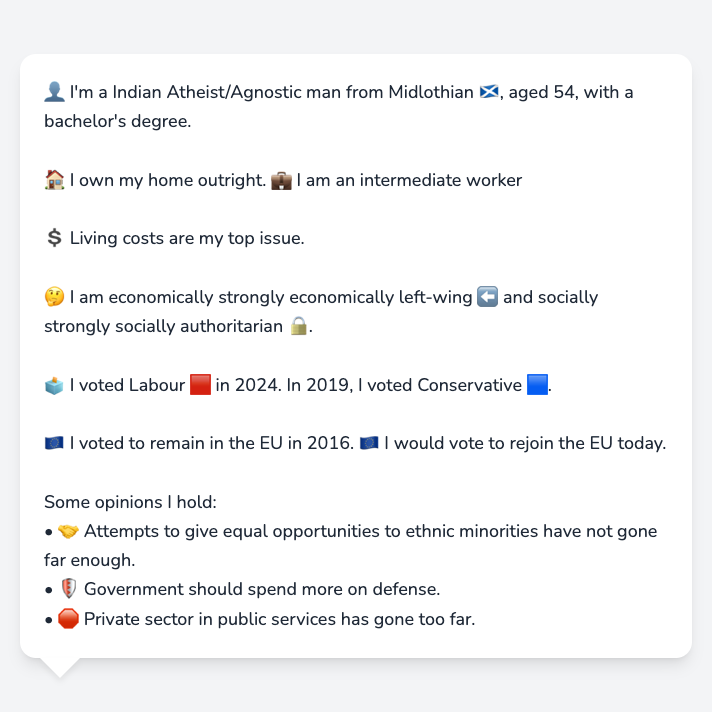 👤 I'm a Indian Atheist/Agnostic man from Midlothian 🏴󠁧󠁢󠁳󠁣󠁴󠁿, aged 54, with a
bachelor's degree.
🏠 I own my home outright. 💼 I am an intermediate worker
💲 Living costs are my top issue.
🤔 I am economically strongly economically left-wing ⬅️ and socially
strongly socially authoritarian 🔒.
🗳️ I voted Labour 🟥 in 2024. In 2019, I voted Conservative 🟦.
🇪🇺 I voted to remain in the EU in 2016. 🇪🇺 I would vote to rejoin the EU today.
Some opinions I hold:
• 🤝 Attempts to give equal opportunities to ethnic minorities have not gone
far enough.
• 🛡️ Government should spend more on defense.
• 🛑 Private sector in public services has gone too far.